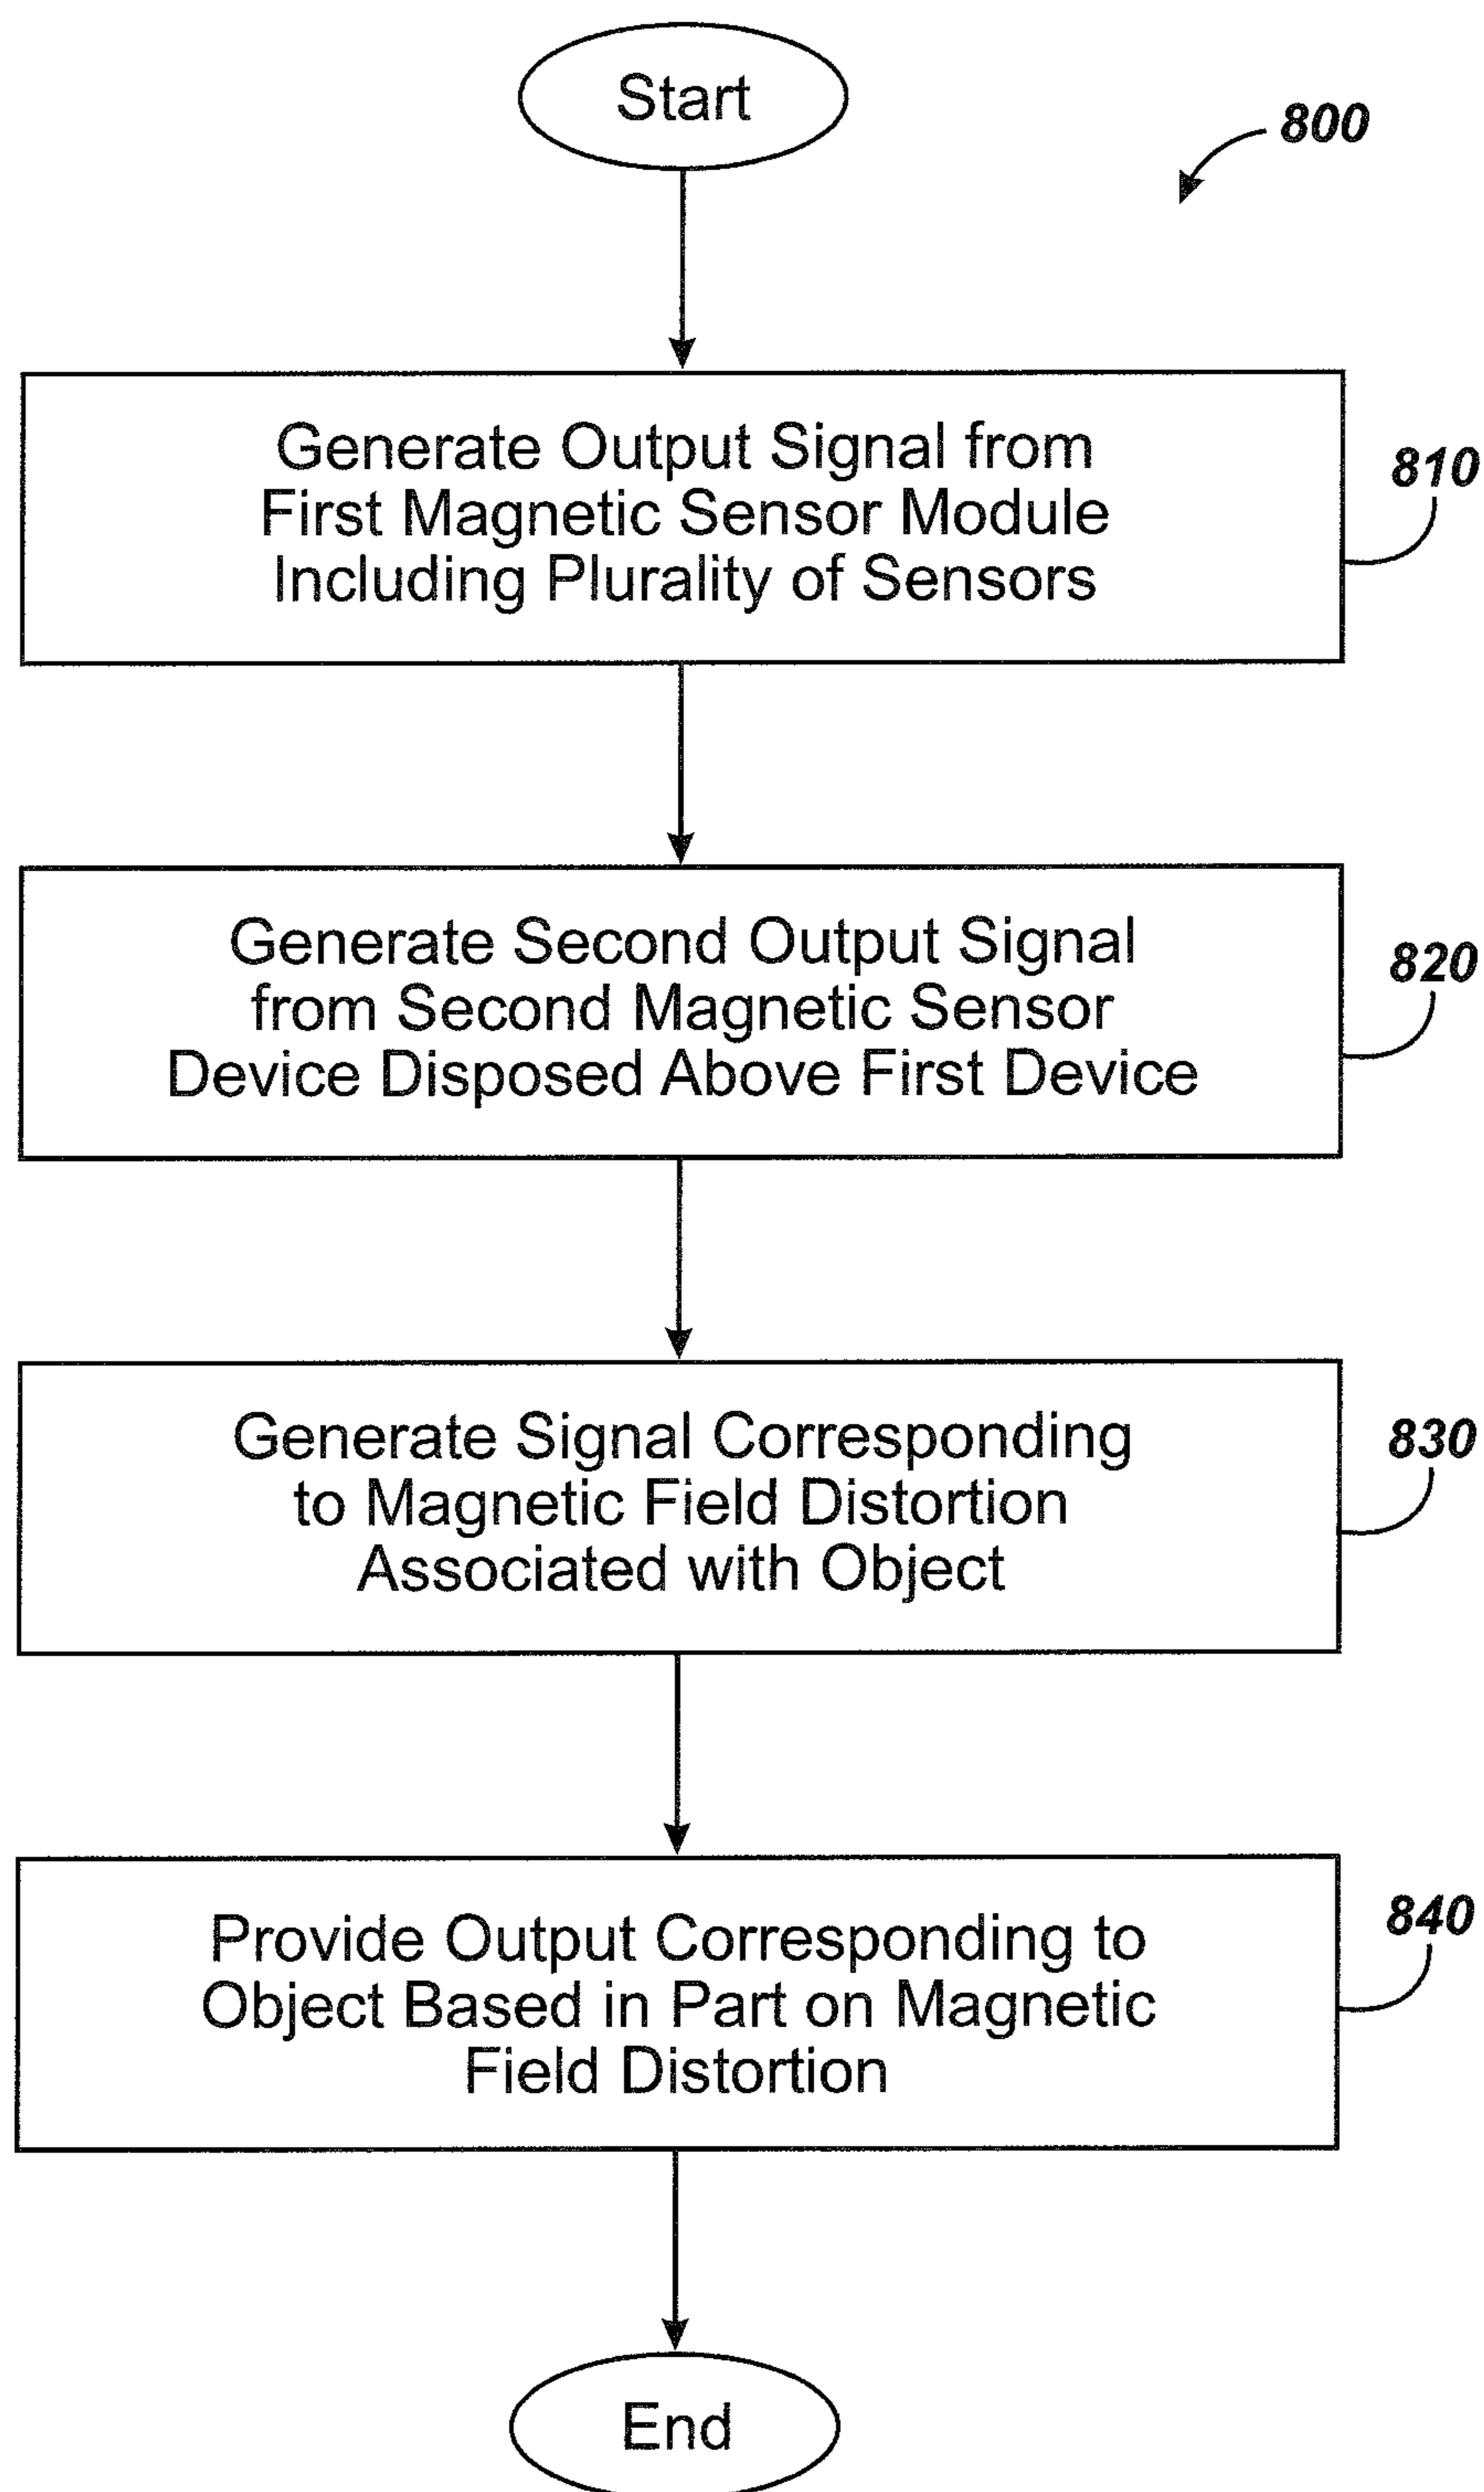 Start
800
Generate Output Signal from
First Magnetic Sensor Module
Including Plurality of Sensors
810
Generate Second Output Signal
from Second Magnetic Sensor
Device Disposed Above First Device
820
Generate Signal Corresponding
to Magnetic Field Distortion
Associated with Object
830
Provide Output Corresponding to
Object Based in Part on Magnetic
Field Distortion
840
End